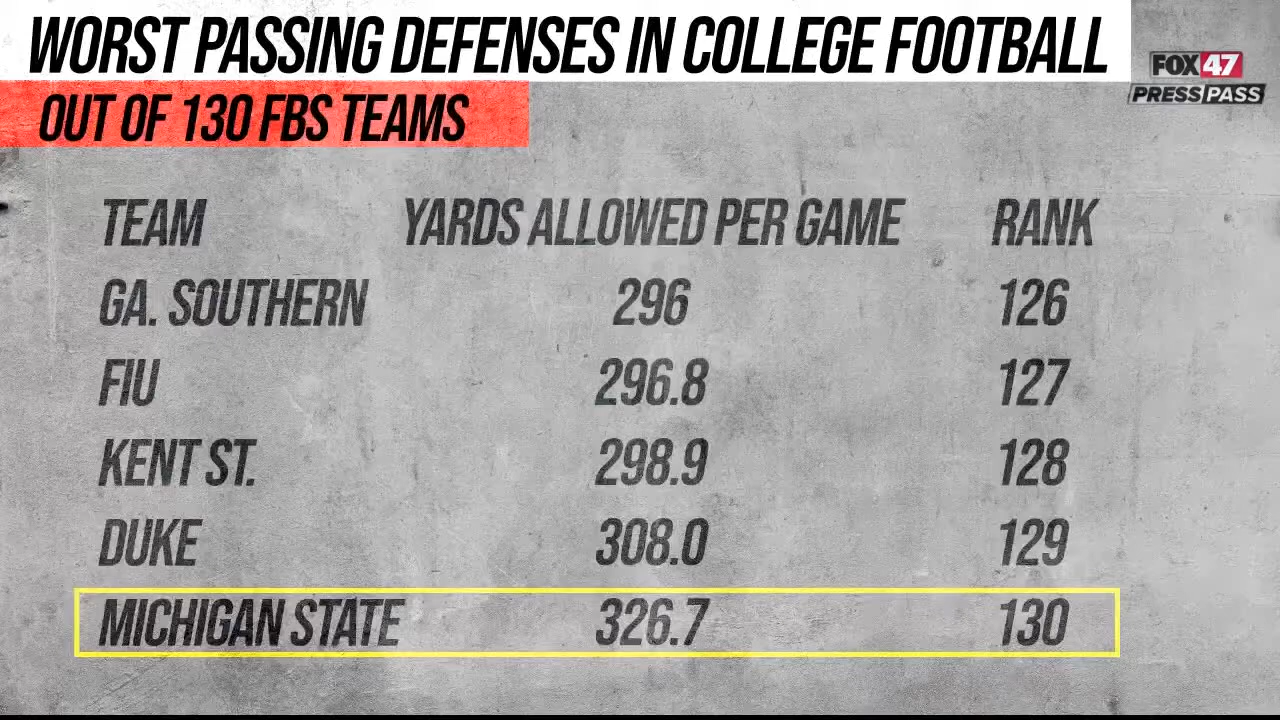 WORST PASSING DEFENSES IN COLLEGE FOOTBALL
FOX 47
PRESS PASS
OUT OF 130 FBS TEAMS
TEAM YARDS ALLOWED PER GAME RANK
GA. SOUTHERN 296 126
FIU 296.8 127
KENT ST. 298.9 128
DUKE 308.0 129
MICHIGAN STATE 326.7 130